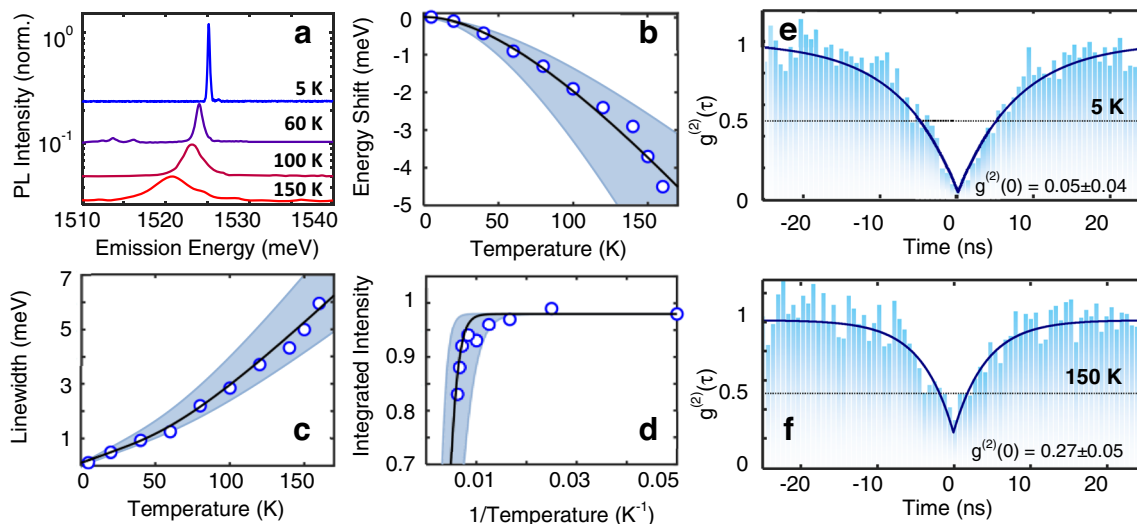 a
PL Intensity (norm.)
10⁰
10⁻¹
5 K
60 K
100 K
150 K
1510 1520 1530 1540
Emission Energy (meV)
b
Energy Shift (meV)
0
-1
-2
-3
-4
-5
0 50 100 150
Temperature (K)
e
g⁽²⁾(τ)
1
0.5
0
5 K
g⁽²⁾(0) = 0.05±0.04
-20 -10 0 10 20
Time (ns)
c
Linewidth (meV)
7
5
3
1
0 50 100 150
Temperature (K)
d
Integrated Intensity
1
0.9
0.8
0.7
0.01 0.03 0.05
1/Temperature (K⁻¹)
f
g⁽²⁾(τ)
1
0.5
0
150 K
g⁽²⁾(0) = 0.27±0.05
-20 -10 0 10 20
Time (ns)